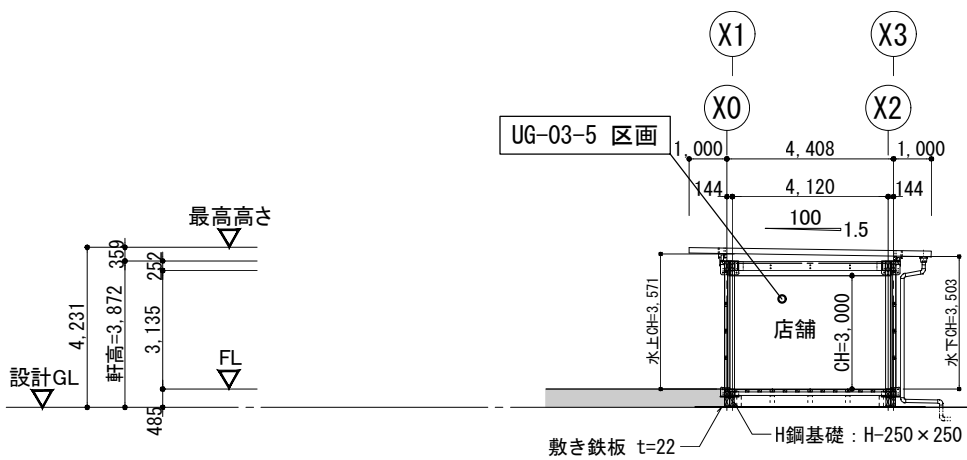 X1
X3
X0
X2
UG-03-5 区画
1,000
4,408
1,000
144
4,120
144
100
1.5
最高高さ
359
252
4,231
軒高=3,872
3,135
水上CH=3,571
店舗
CH=3,000
水下CH=3,503
FL
設計GL
485
敷き鉄板 t=22
H鋼基礎：H-250×250